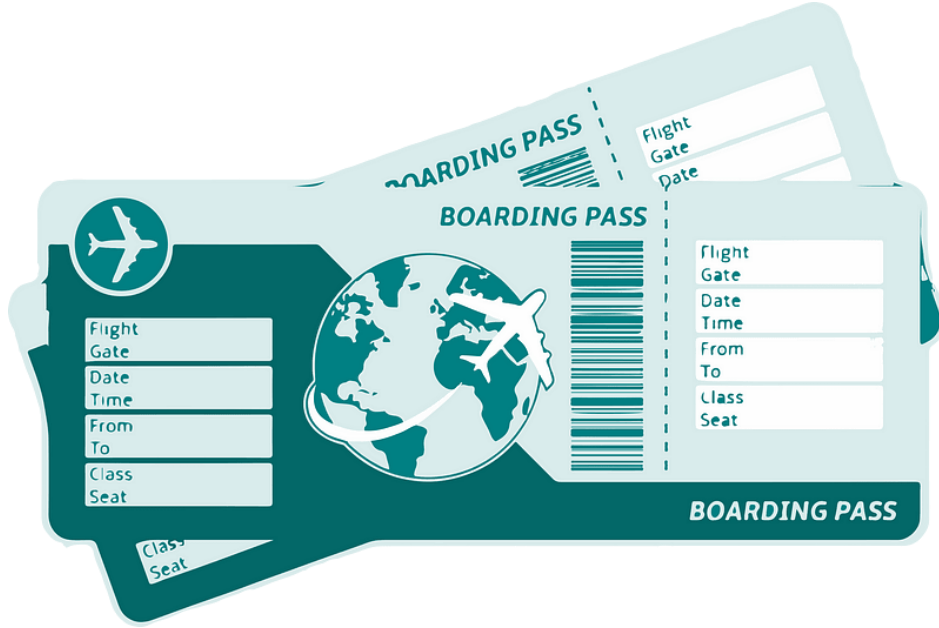 BOARDING PASS
Flight
Gate
Date
BOARDING PASS
Flight
Gate
Date
Time
From
To
Class
Seat
Flight
Gate
Date
Time
From
To
Class
Seat
BOARDING PASS
Class
Seat